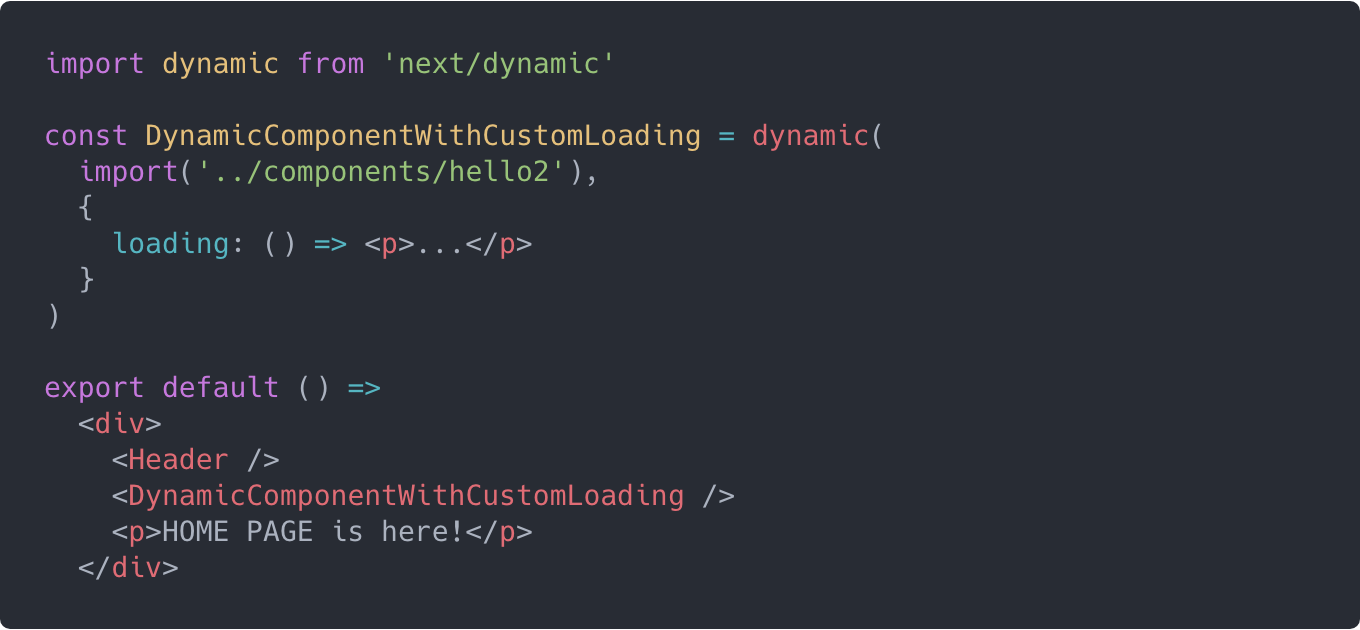 import dynamic from 'next/dynamic'

const DynamicComponentWithCustomLoading = dynamic(
  import('../components/hello2'),
  {
    loading: () => <p>...</p>
  }
)

export default () =>
  <div>
    <Header />
    <DynamicComponentWithCustomLoading />
    <p>HOME PAGE is here!</p>
  </div>